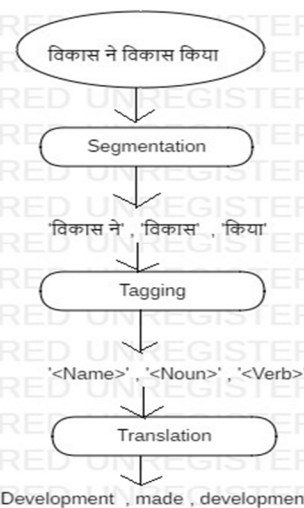 विकास ने विकास किया
Segmentation
'विकास ने' , 'विकास' , 'किया'
Tagging
'<Name>' , '<Noun>' , '<Verb>
Translation
Development , made , developmen